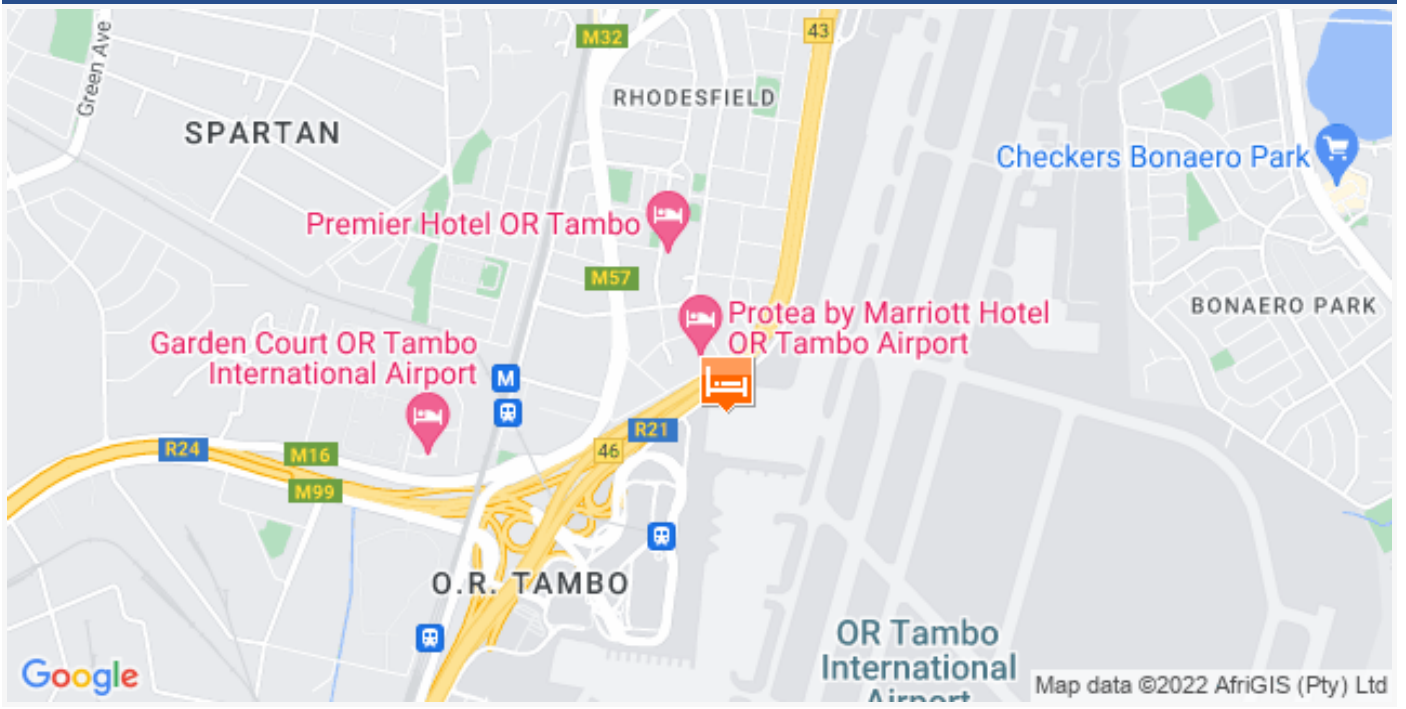 Green Ave
M32
43
RHODESFIELD
SPARTAN
Checkers Bonaero Park
Premier Hotel OR Tambo
M57
BONAERO PARK
Protea by Marriott Hotel
OR Tambo Airport
Garden Court OR Tambo
International Airport
M
R21
46
R24
M16
M99
O.R. TAMBO
OR Tambo
International
Airport
Google
Map data ©2022 AfriGIS (Pty) Ltd